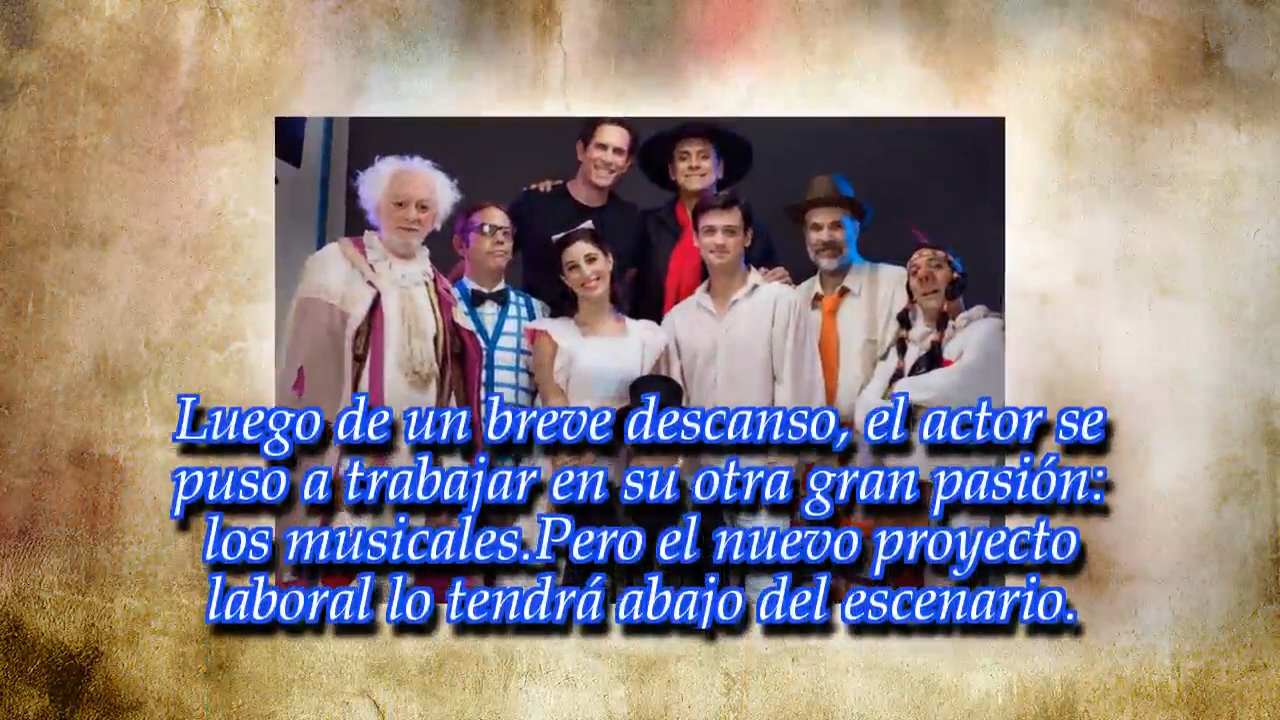 Luego de un breve descanso, el actor se
puso a trabajar en su otra gran pasión:
los musicales.Pero el nuevo proyecto
laboral lo tendrá abajo del escenario.